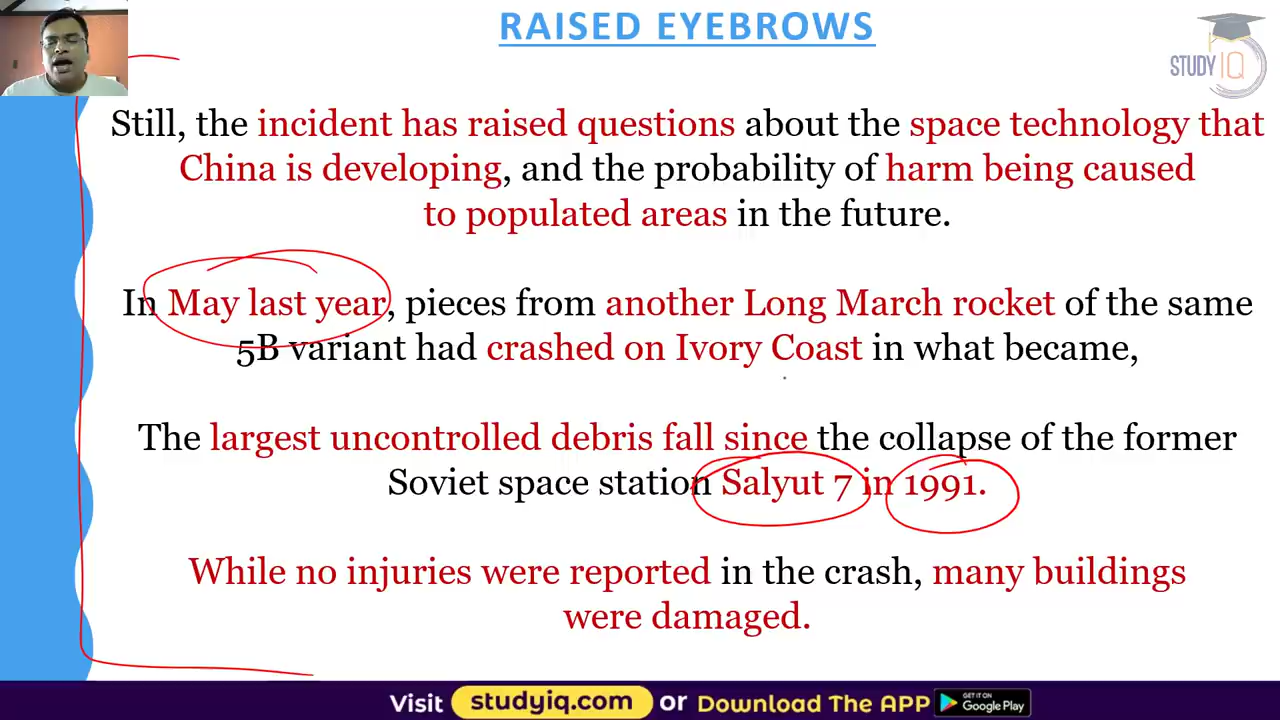 RAISED EYEBROWS
STUDY IQ
Still, the incident has raised questions about the space technology that
China is developing, and the probability of harm being caused
to populated areas in the future.
In May last year, pieces from another Long March rocket of the same
5B variant had crashed on Ivory Coast in what became,
The largest uncontrolled debris fall since the collapse of the former
Soviet space station Salyut 7 in 1991.
While no injuries were reported in the crash, many buildings
were damaged.
Visit studyiq.com or Download The APP GET IT ON Google Play